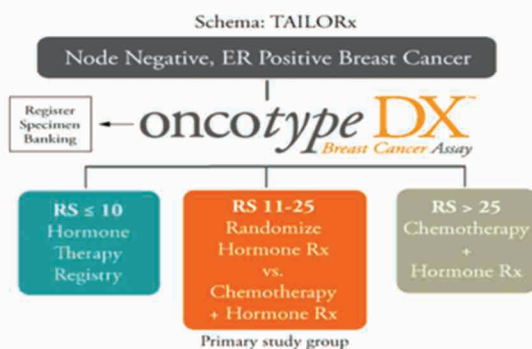 Schema: TAILORx
Node Negative, ER Positive Breast Cancer
Register
Specimen
Banking
oncotype DX™
Breast Cancer Assay
RS ≤ 10
Hormone
Therapy
Registry
RS 11-25
Randomize
Hormone Rx
vs.
Chemotherapy
+ Hormone Rx
RS > 25
Chemotherapy
+
Hormone Rx
Primary study group